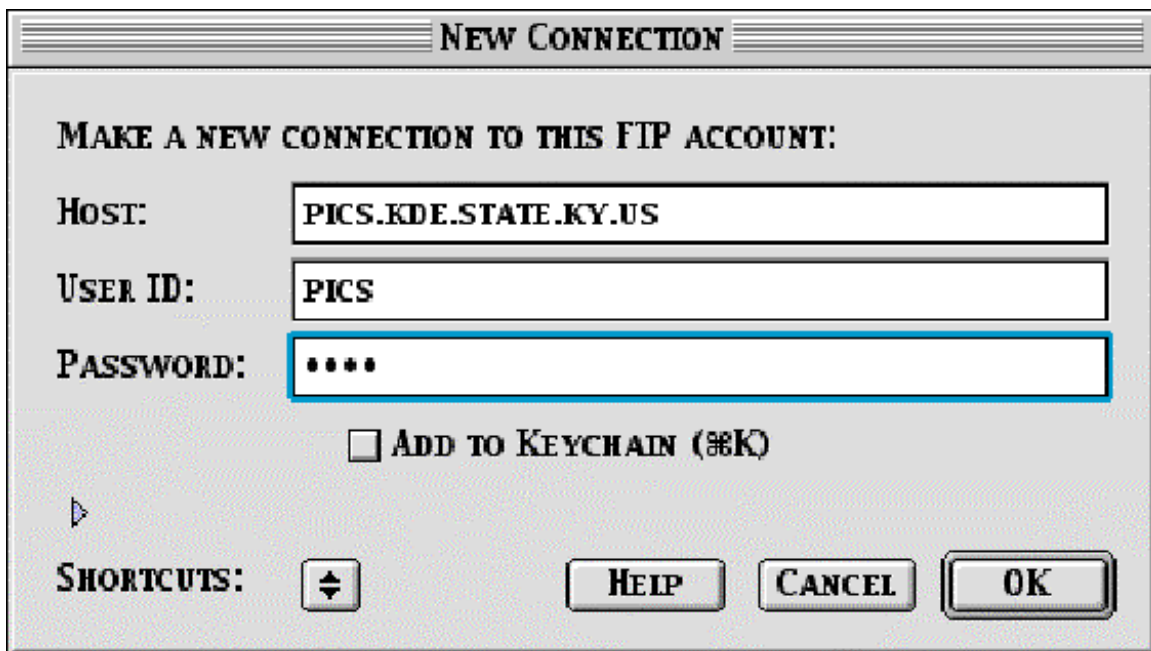 New Connection
Make a new connection to this FTP account:
Host: pics.kde.state.ky.us
User ID: pics
Password: ••••
Add to Keychain (⌘K)
Shortcuts: Help Cancel OK